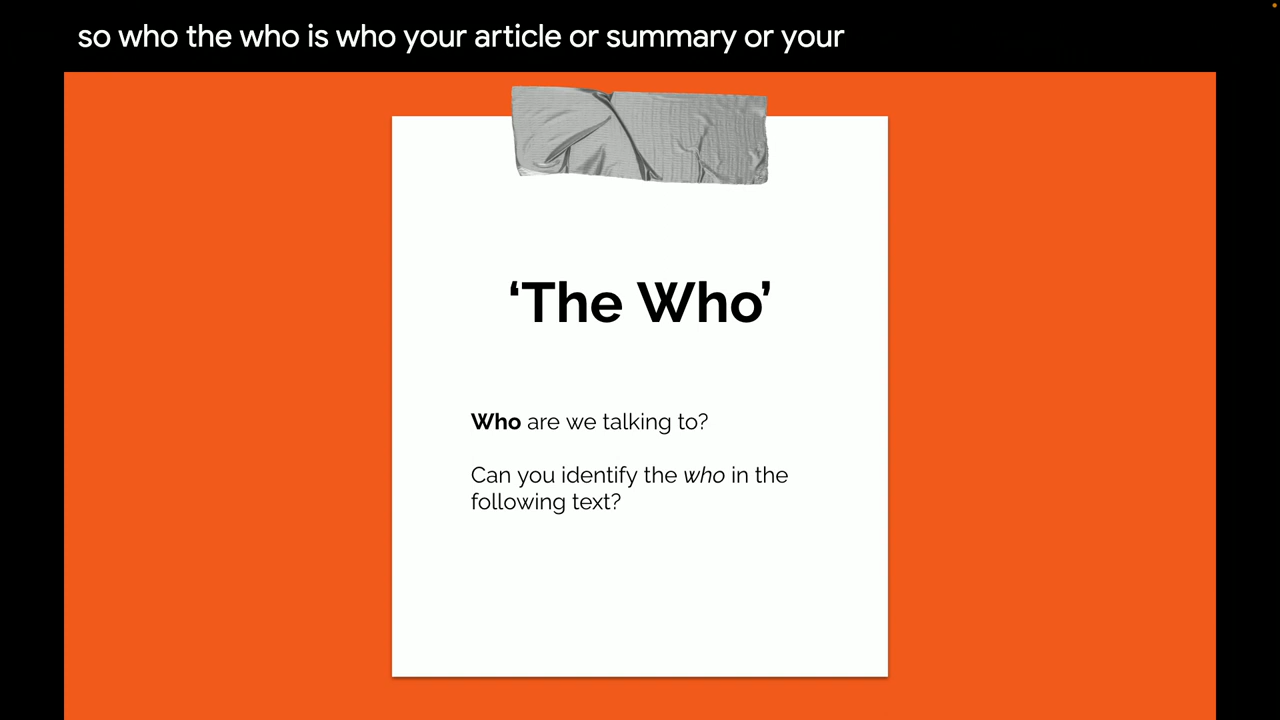 so who the who is who your article or summary or your
‘The Who’
Who are we talking to?
Can you identify the who in the
following text?